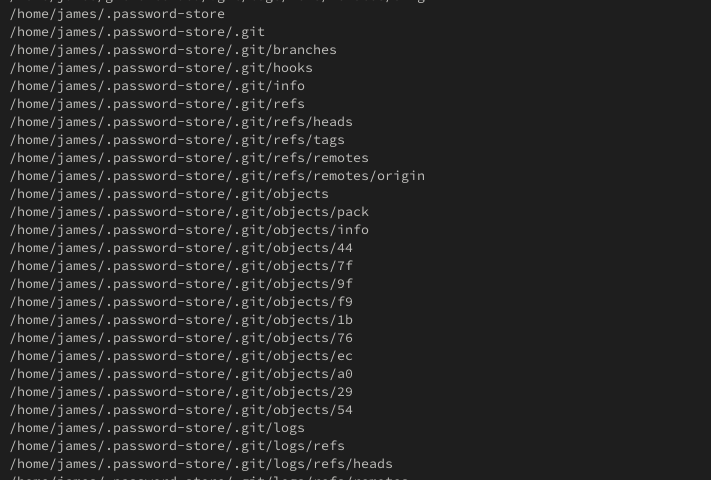 /home/james/.password-store
/home/james/.password-store/.git
/home/james/.password-store/.git/branches
/home/james/.password-store/.git/hooks
/home/james/.password-store/.git/info
/home/james/.password-store/.git/refs
/home/james/.password-store/.git/refs/heads
/home/james/.password-store/.git/refs/tags
/home/james/.password-store/.git/refs/remotes
/home/james/.password-store/.git/refs/remotes/origin
/home/james/.password-store/.git/objects
/home/james/.password-store/.git/objects/pack
/home/james/.password-store/.git/objects/info
/home/james/.password-store/.git/objects/44
/home/james/.password-store/.git/objects/7f
/home/james/.password-store/.git/objects/9f
/home/james/.password-store/.git/objects/f9
/home/james/.password-store/.git/objects/1b
/home/james/.password-store/.git/objects/76
/home/james/.password-store/.git/objects/ec
/home/james/.password-store/.git/objects/a0
/home/james/.password-store/.git/objects/29
/home/james/.password-store/.git/objects/54
/home/james/.password-store/.git/logs
/home/james/.password-store/.git/logs/refs
/home/james/.password-store/.git/logs/refs/heads